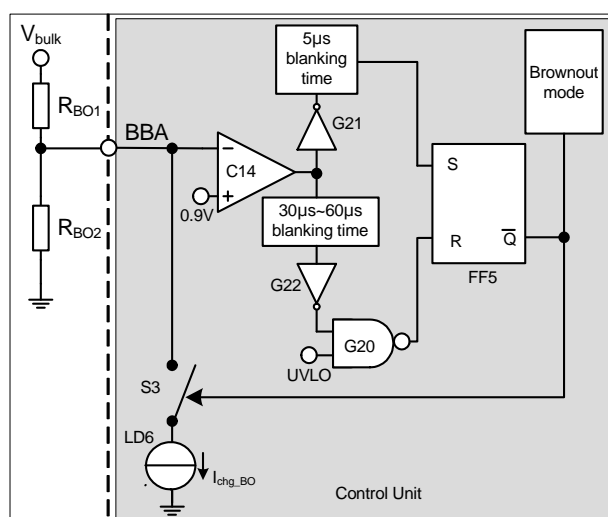 V_bulk
R_BO1
R_BO2
BBA
5µs
blanking
time
G21
C14
0.9V
30µs~60µs
blanking time
G22
G20
UVLO
S
R
Q̅
FF5
Brownout
mode
S3
LD6
I_chg_BO
Control Unit